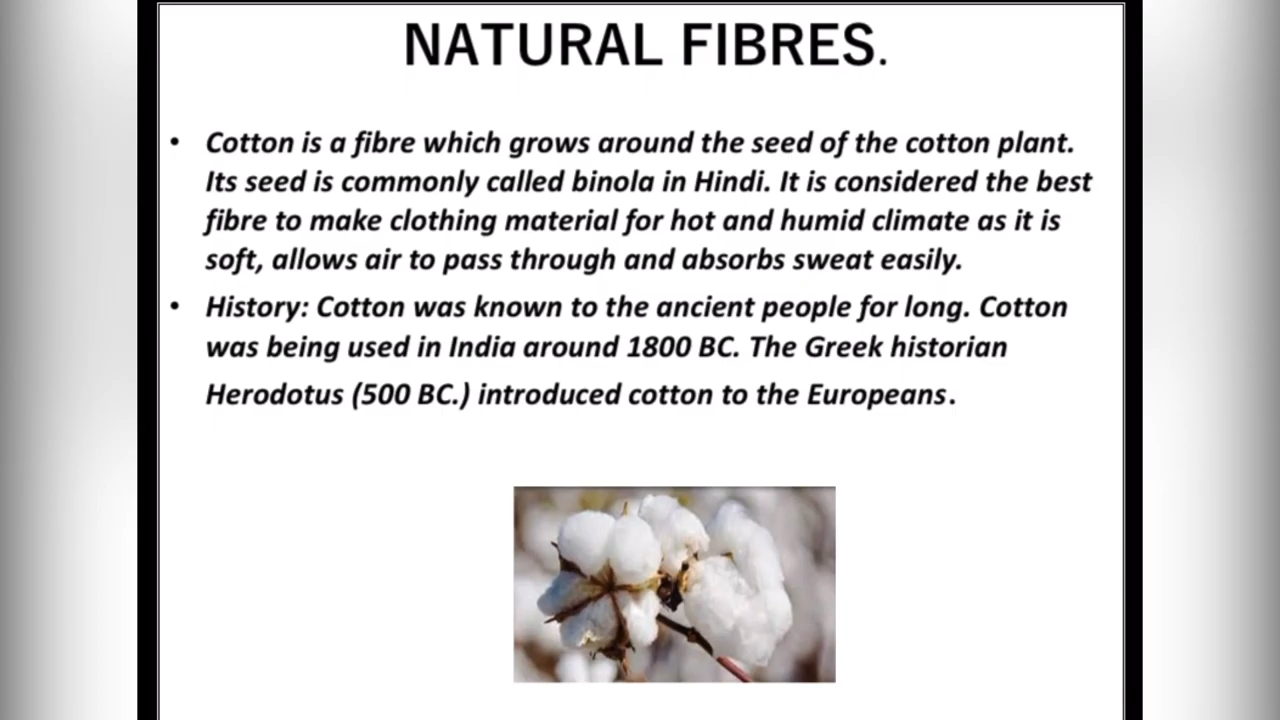 NATURAL FIBRES.
• Cotton is a fibre which grows around the seed of the cotton plant.
Its seed is commonly called binola in Hindi. It is considered the best
fibre to make clothing material for hot and humid climate as it is
soft, allows air to pass through and absorbs sweat easily.
• History: Cotton was known to the ancient people for long. Cotton
was being used in India around 1800 BC. The Greek historian
Herodotus (500 BC.) introduced cotton to the Europeans.